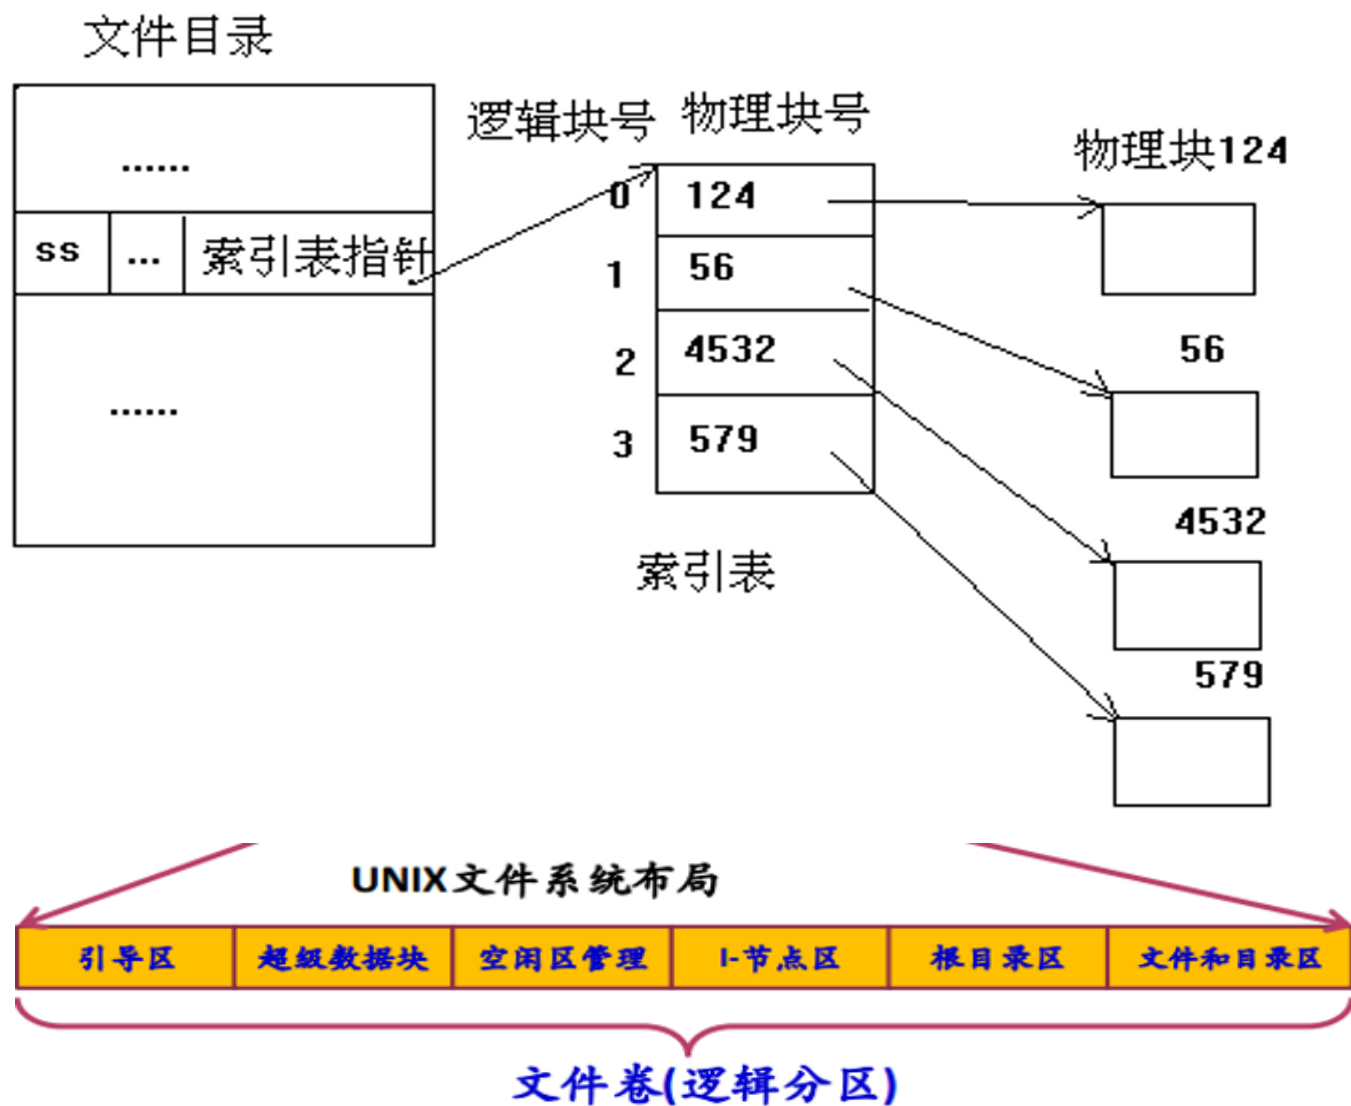 文件目录
逻辑块号 物理块号
物理块124
......
0 124
ss ... 索引表指针
1 56
56
2 4532
......
3 579
4532
索引表
579
UNIX文件系统布局
引导区 超级数据块 空闲区管理 I-节点区 根目录区 文件和目录区
文件卷(逻辑分区)